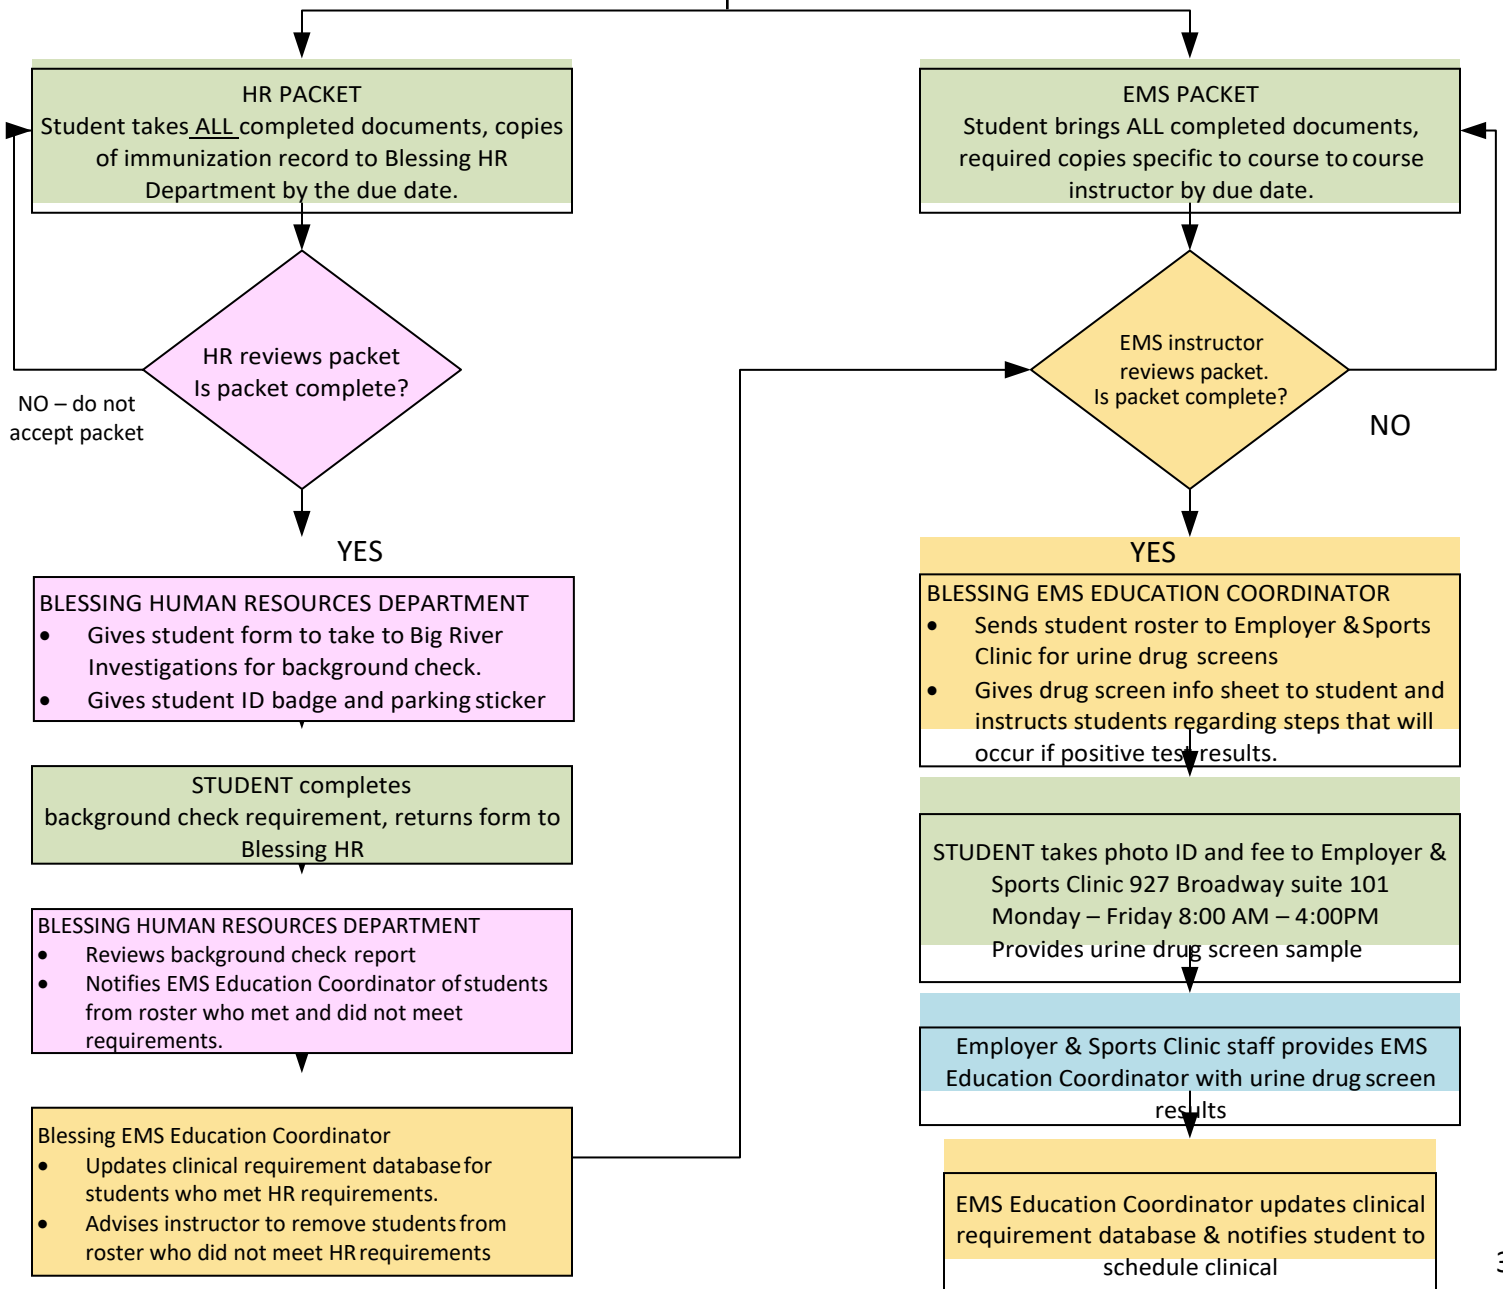 HR PACKET
Student takes ALL completed documents, copies
of immunization record to Blessing HR
Department by the due date.
HR reviews packet
Is packet complete?
NO – do not
accept packet
YES
BLESSING HUMAN RESOURCES DEPARTMENT
• Gives student form to take to Big River
Investigations for background check.
• Gives student ID badge and parking sticker
STUDENT completes
background check requirement, returns form to
Blessing HR
BLESSING HUMAN RESOURCES DEPARTMENT
• Reviews background check report
• Notifies EMS Education Coordinator of students
from roster who met and did not meet
requirements.
Blessing EMS Education Coordinator
• Updates clinical requirement database for
students who met HR requirements.
• Advises instructor to remove students from
roster who did not meet HR requirements
EMS PACKET
Student brings ALL completed documents,
required copies specific to course to course
instructor by due date.
EMS instructor
reviews packet.
Is packet complete?
NO
YES
BLESSING EMS EDUCATION COORDINATOR
• Sends student roster to Employer & Sports
Clinic for urine drug screens
• Gives drug screen info sheet to student and
instructs students regarding steps that will
occur if positive test results.
STUDENT takes photo ID and fee to Employer &
Sports Clinic 927 Broadway suite 101
Monday – Friday 8:00 AM – 4:00PM
Provides urine drug screen sample
Employer & Sports Clinic staff provides EMS
Education Coordinator with urine drug screen
results
EMS Education Coordinator updates clinical
requirement database & notifies student to
schedule clinical
3